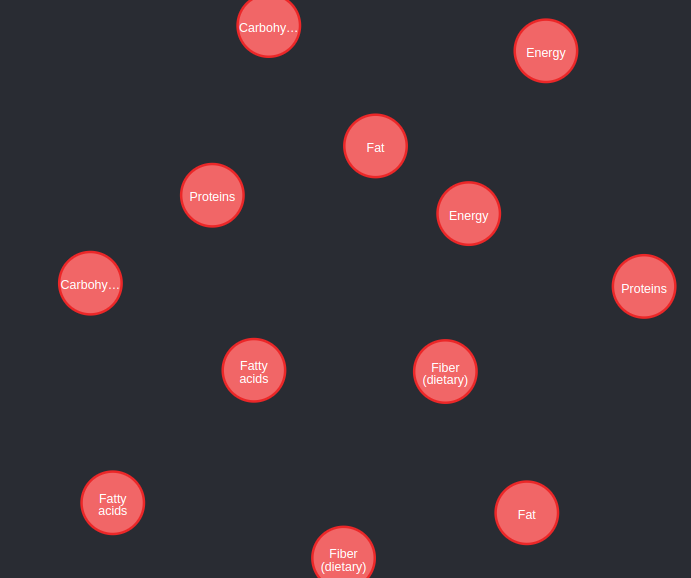 Carbohy...
Energy
Fat
Proteins
Energy
Carbohy...
Proteins
Fatty
acids
Fiber
(dietary)
Fatty
acids
Fat
Fiber
(dietary)